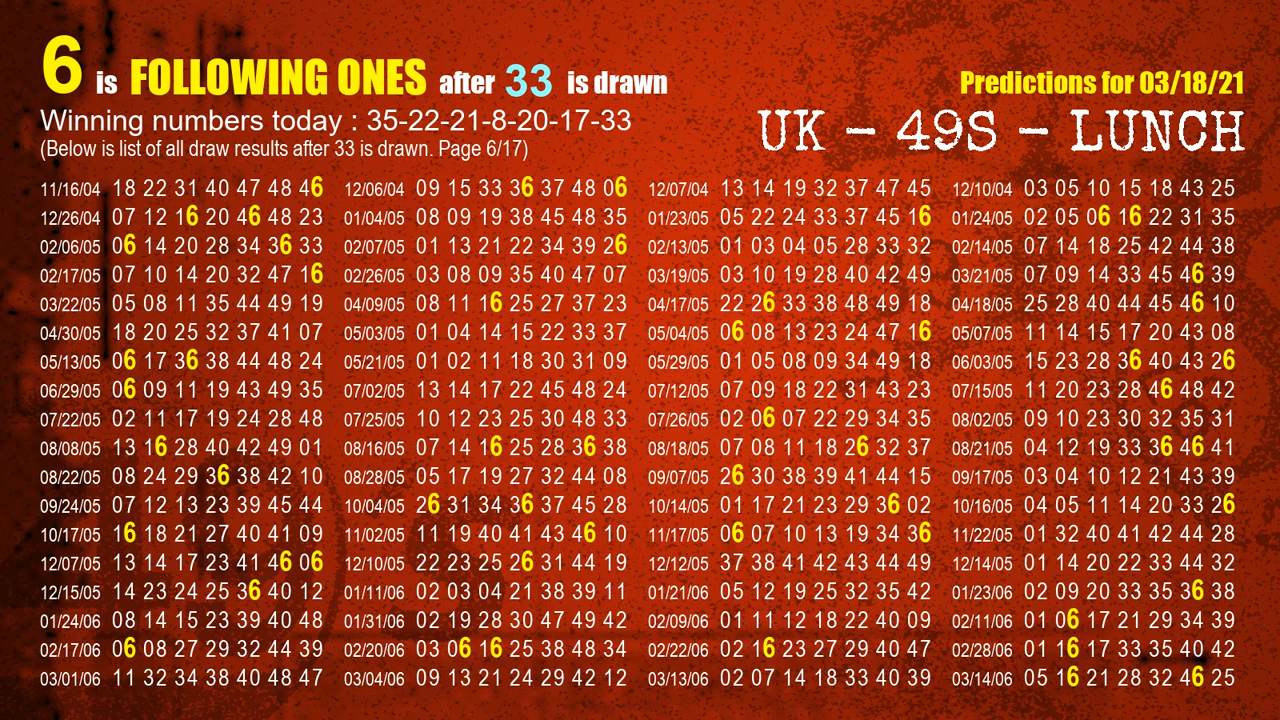 6 is FOLLOWING ONES after 33 is drawn
Predictions for 03/18/21
Winning numbers today : 35-22-21-8-20-17-33
UK - 49S - LUNCH
(Below is list of all draw results after 33 is drawn. Page 6/17)
11/16/04 18 22 31 40 47 48 46 12/06/04 09 15 33 36 37 48 06 12/07/04 13 14 19 32 37 47 45 12/10/04 03 05 10 15 18 43 25
12/26/04 07 12 16 20 46 48 23 01/04/05 08 09 19 38 45 48 35 01/23/05 05 22 24 33 37 45 16 01/24/05 02 05 06 16 22 31 35
02/06/05 06 14 20 28 34 36 33 02/07/05 01 13 21 22 34 39 26 02/13/05 01 03 04 05 28 33 32 02/14/05 07 14 18 25 42 44 38
02/17/05 07 10 14 20 32 47 16 02/26/05 03 08 09 35 40 47 07 03/19/05 03 10 19 28 40 42 49 03/21/05 07 09 14 33 45 46 39
03/22/05 05 08 11 35 44 49 19 04/09/05 08 11 16 25 27 37 23 04/17/05 22 26 33 38 48 49 18 04/18/05 25 28 40 44 45 46 10
04/30/05 18 20 25 32 37 41 07 05/03/05 01 04 14 15 22 33 37 05/04/05 06 08 13 23 24 47 16 05/07/05 11 14 15 17 20 43 08
05/13/05 06 17 36 38 44 48 24 05/21/05 01 02 11 18 30 31 09 05/29/05 01 05 08 09 34 49 18 06/03/05 15 23 28 36 40 43 26
06/29/05 06 09 11 19 43 49 35 07/02/05 13 14 17 22 45 48 24 07/12/05 07 09 18 22 31 43 23 07/15/05 11 20 23 28 46 48 42
07/22/05 02 11 17 19 24 28 48 07/25/05 10 12 23 25 30 48 33 07/26/05 02 06 07 22 29 34 35 08/02/05 09 10 23 30 32 35 31
08/08/05 13 16 28 40 42 49 01 08/16/05 07 14 16 25 28 36 38 08/18/05 07 08 11 18 26 32 37 08/21/05 04 12 19 33 36 46 41
08/22/05 08 24 29 36 38 42 10 08/28/05 05 17 19 27 32 44 08 09/07/05 26 30 38 39 41 44 15 09/17/05 03 04 10 12 21 43 39
09/24/05 07 12 13 23 39 45 44 10/04/05 26 31 34 36 37 45 28 10/14/05 01 17 21 23 29 36 02 10/16/05 04 05 11 14 20 33 26
10/17/05 16 18 21 27 40 41 09 11/02/05 11 19 40 41 43 46 10 11/17/05 06 07 10 13 19 34 36 11/22/05 01 32 40 41 42 44 28
12/07/05 13 14 17 23 41 46 06 12/10/05 22 23 25 26 31 44 19 12/12/05 37 38 41 42 43 44 49 12/14/05 01 14 20 22 33 44 32
12/15/05 14 23 24 25 36 40 12 01/11/06 02 03 04 21 38 39 11 01/21/06 05 12 19 25 32 35 42 01/23/06 02 09 20 33 35 36 38
01/24/06 08 14 15 23 39 40 48 01/31/06 02 19 28 30 47 49 42 02/09/06 01 11 12 18 22 40 09 02/11/06 01 06 17 21 29 34 39
02/17/06 06 08 27 29 32 44 39 02/20/06 03 06 16 25 38 48 34 02/22/06 02 16 23 27 29 40 47 02/28/06 01 16 17 33 35 40 42
03/01/06 11 32 34 38 40 48 47 03/04/06 09 13 21 24 29 42 12 03/13/06 02 07 14 18 33 40 39 03/14/06 05 16 21 28 32 46 25